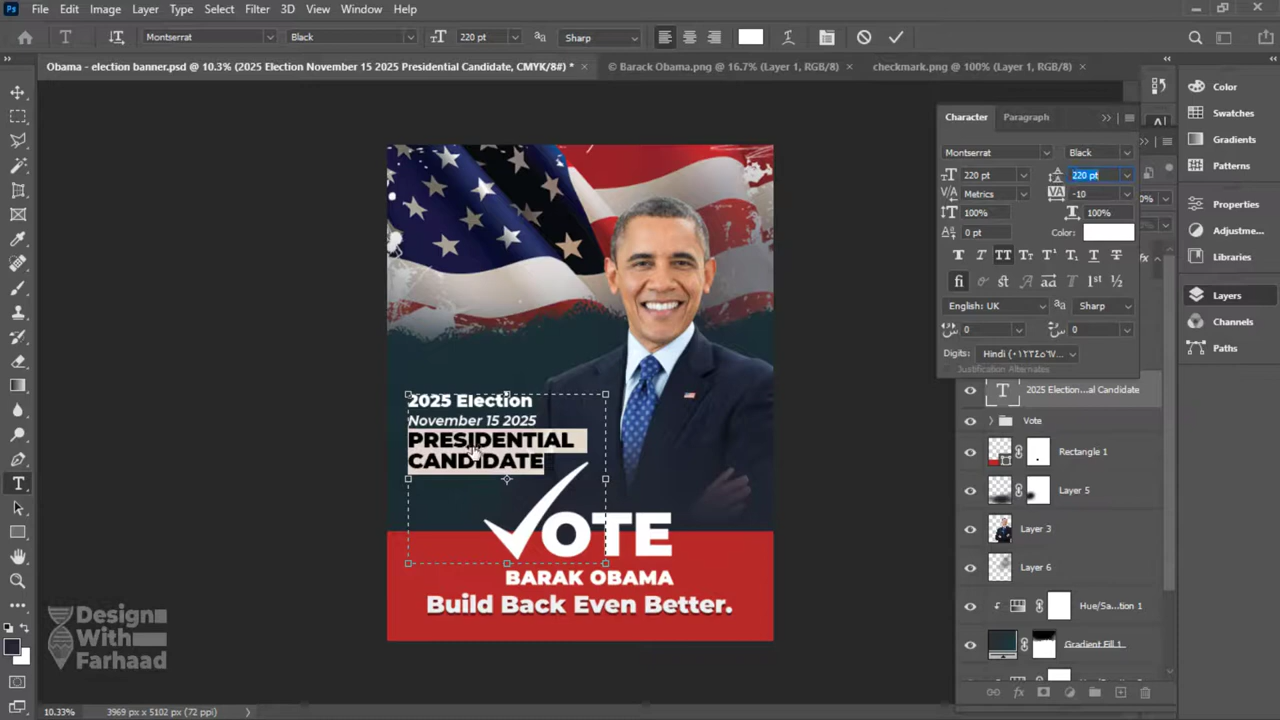 Ps File Edit Image Layer Type Select Filter 3D View Window Help
T Montserrat Black 220 pt Sharp
Obama - election banner.psd @ 10.3% (2025 Election November 15 2025 Presidential Candidate, CMYK/8#) * × © Barack Obama.png @ 16.7% (Layer 1, RGB/8) × checkmark.png @ 100% (Layer 1, RGB/8) ×
Character Paragraph
Montserrat Black
220 pt 220 pt
Metrics -10
100% 100%
0 pt Color:
English: UK Sharp
0 0
Digits: Hindi (٠١٢٣٤٥٦٧...
Justification Alternates
2025 Election...al Candidate
Vote
Rectangle 1
Layer 5
Layer 3
Layer 6
Hue/Sa...tion 1
Gradient Fill 1
Color
Swatches
Gradients
Patterns
Properties
Adjustme...
Libraries
Layers
Channels
Paths
2025 Election
November 15 2025
PRESIDENTIAL
CANDIDATE
OTE
BARAK OBAMA
Build Back Even Better.
Design
With
Farhaad
10.33% 3969 px x 5102 px (72 ppi)